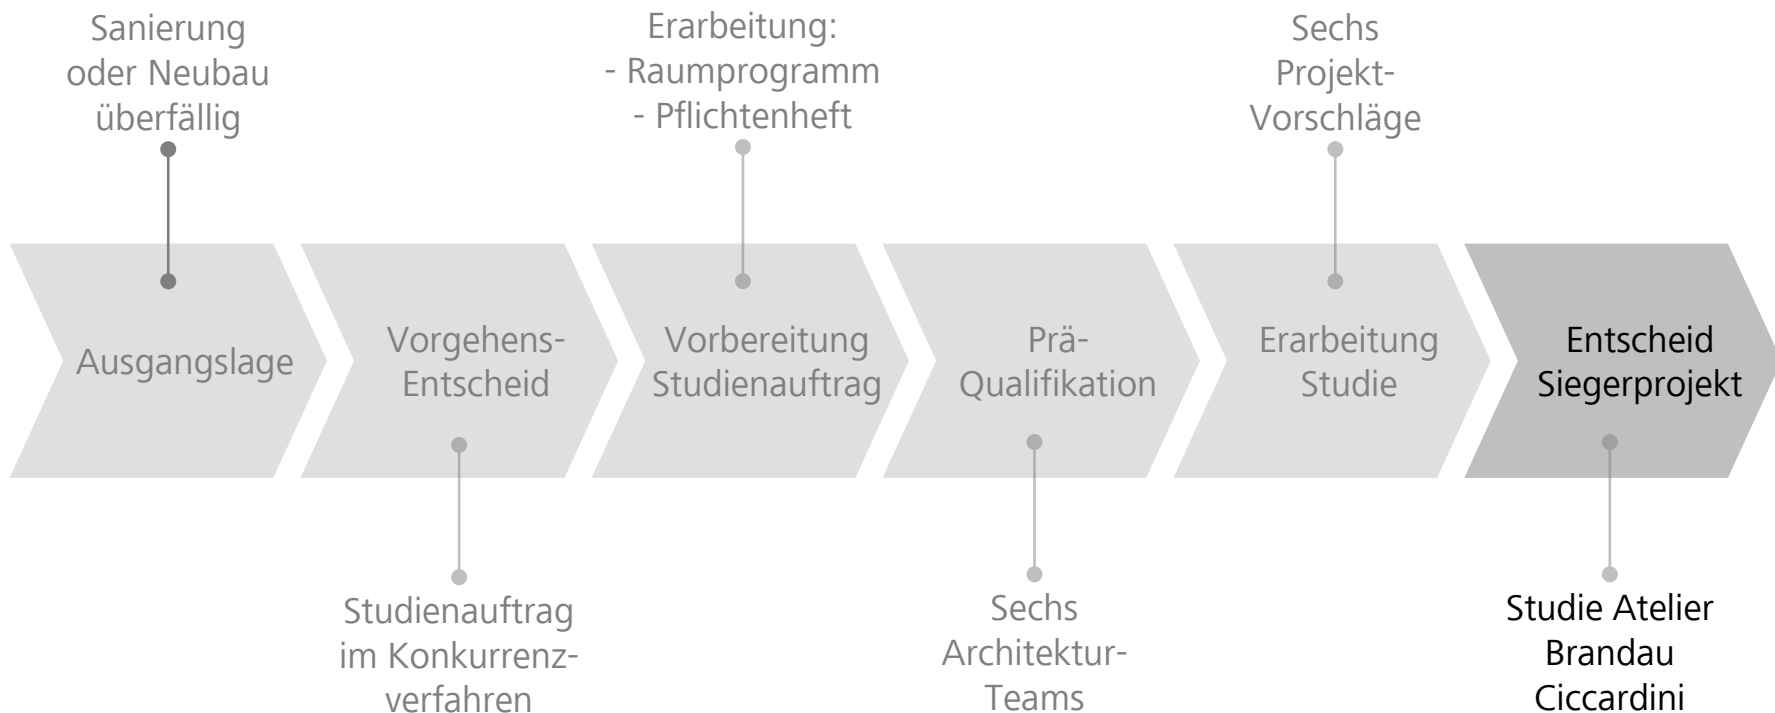 Sanierung
oder Neubau
überfällig
Erarbeitung:
- Raumprogramm
- Pflichtenheft
Sechs
Projekt-
Vorschläge
Ausgangslage
Vorgehens-
Entscheid
Vorbereitung
Studienauftrag
Prä-
Qualifikation
Erarbeitung
Studie
Entscheid
Siegerprojekt
Studienauftrag
im Konkurrenz-
verfahren
Sechs
Architektur-
Teams
Studie Atelier
Brandau
Ciccardini